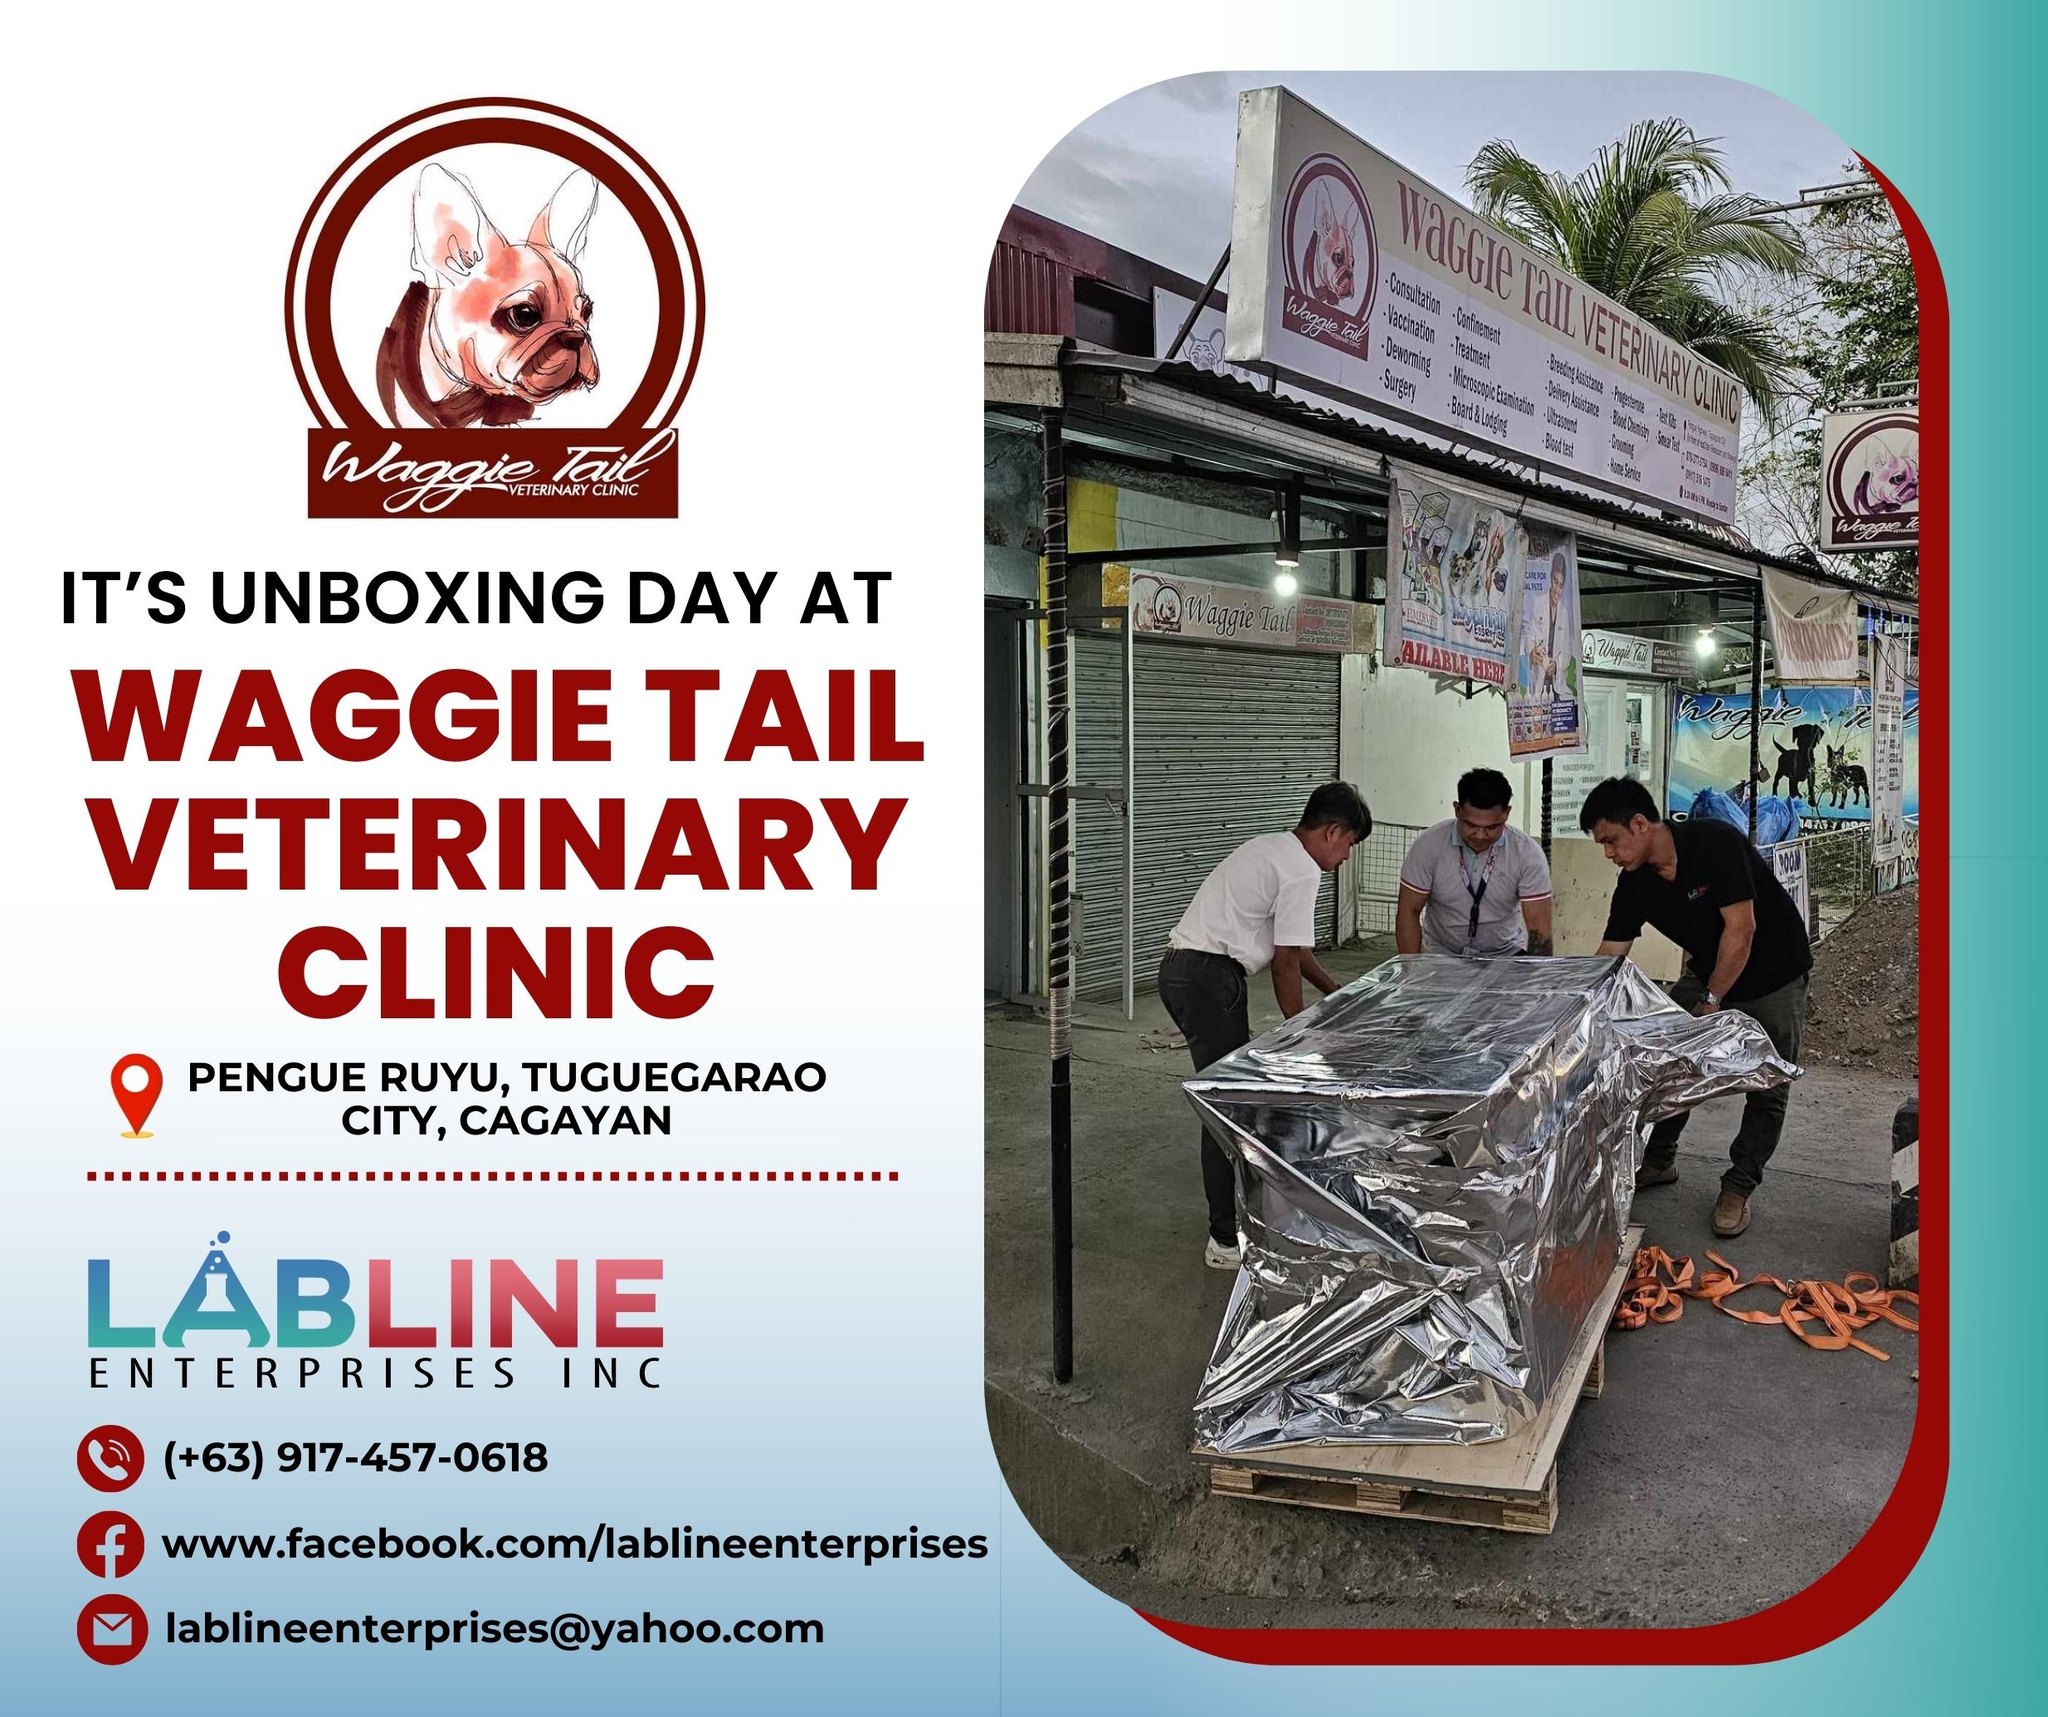 Waggie Tail
VETERINARY CLINIC
IT'S UNBOXING DAY AT
WAGGIE TAIL
VETERINARY
CLINIC
PENGUE RUYU, TUGUEGARAO
CITY, CAGAYAN
LABLINE
ENTERPRISES INC
(+63) 917-457-0618
www.facebook.com/lablineenterprises
lablineenterprises@yahoo.com
WaGGIe TaIL VETERINARY CLINIC
- Consultation
- Vaccination
- Deworming
- Surgery
- Confinement
- Treatment
- Microscopic Examination
- Board & Lodging
- Breeding Assistance
- Delivery Assistance
- Ultrasound
- Blood test
- Progesterone
- Blood Chemistry
- Grooming
- Home Service
- Test Kits
- Smear Test
Waggie Tail
Waggie Tail
AILABLE HERE
Waggie Tail
Waggie